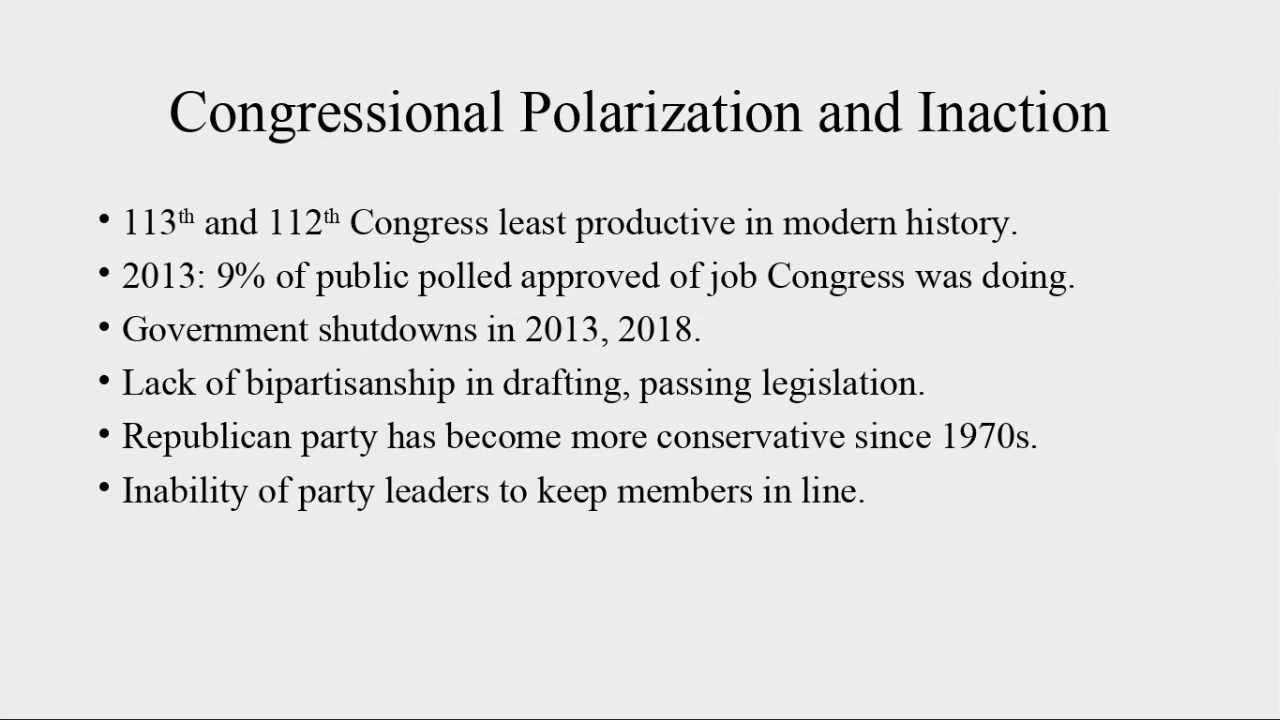 Congressional Polarization and Inaction
• 113th and 112th Congress least productive in modern history.
• 2013: 9% of public polled approved of job Congress was doing.
• Government shutdowns in 2013, 2018.
• Lack of bipartisanship in drafting, passing legislation.
• Republican party has become more conservative since 1970s.
• Inability of party leaders to keep members in line.